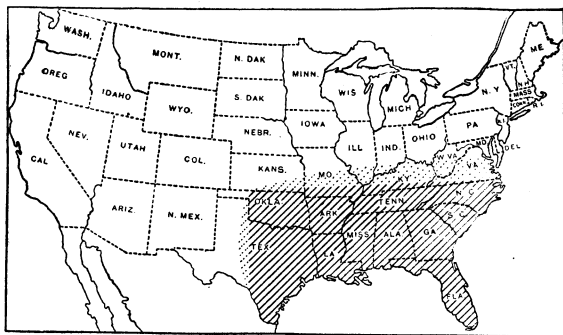 WASH.
OREG
CAL
NEV.
IDAHO
MONT.
WYO.
UTAH
ARIZ.
COL.
N. MEX.
N. DAK
S. DAK
NEBR.
KANS.
OKLA.
TEX.
MINN.
IOWA
MO.
ARK.
LA.
WIS
ILL
MICH
IND.
OHIO
KY.
TENN.
MISS.
ALA.
GA.
FLA.
S. C.
N. C.
VA.
W. VA.
MD.
DEL
PA
N. J.
N. Y
CONN.
R. I.
MASS
VT.
N H
ME